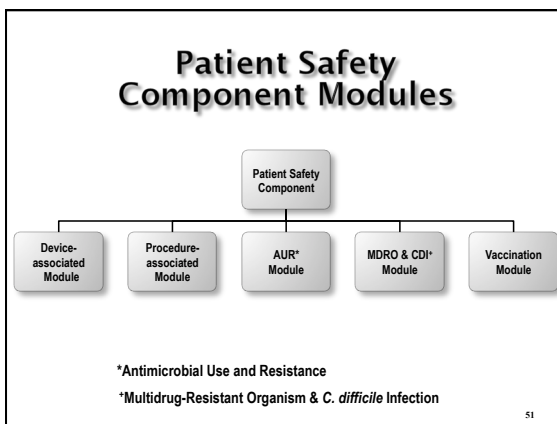 Patient Safety
Component Modules
Patient Safety
Component
Device-
associated
Module
Procedure-
associated
Module
AUR*
Module
MDRO & CDI+
Module
Vaccination
Module
*Antimicrobial Use and Resistance
+Multidrug-Resistant Organism & C. difficile Infection
51